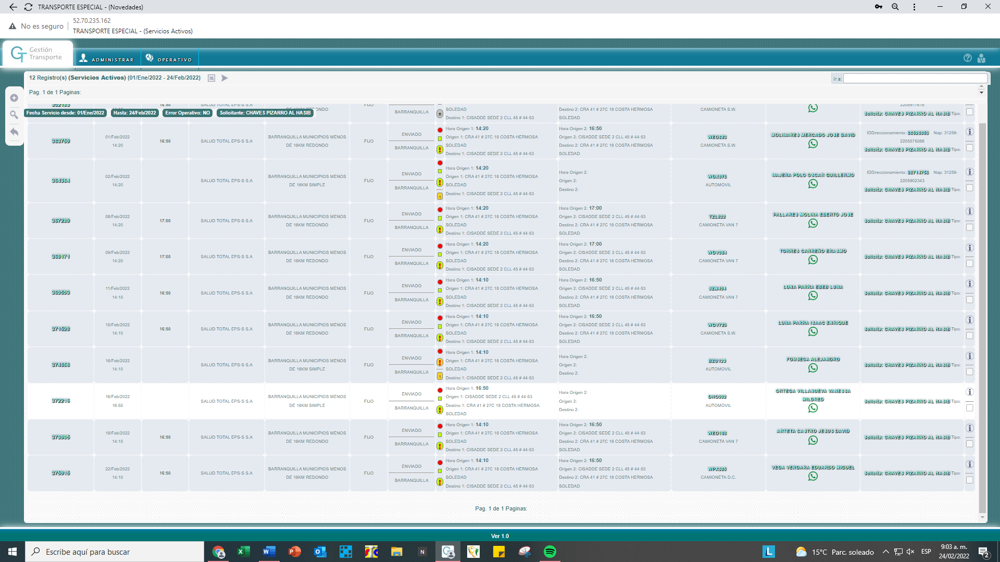 TRANSPORTE ESPECIAL - (Novedades)
No es seguro
52.70.235.162
TRANSPORTE ESPECIAL - (Servicios Activos)
Gestión
Transporte
ADMINISTRAR
OPERATIVO
12 Registro(s) (Servicios Activos) (01/Ene/2022 - 24/Feb/2022)
Ir a:
Pag. 1 de 1 Paginas:
Fecha Servicio desde: 01/Ene/2022 Hasta: 24/Feb/2022 Error Operativo: NO Solicitante: CHAVES PIZARRO AL HASIB
BARRANQUILLA
SOLEDAD
Destino 1: CISADDE SEDE 2 CLL 45 # 44-53
Destino 2: CRA 41 # 27C 18 COSTA HERMOSA
SOLEDAD
CAMIONETA S.W.
Solicita: CHAVES PIZARRO AL HASIB Tipo:
363759
01/Feb/2022
14:20
16:50
SALUD TOTAL EPS-S S.A
BARRANQUILLA MUNICIPIOS MENOS
DE 16KM REDONDO
FIJO
ENVIADO
BARRANQUILLA
Hora Origen 1: 14:20
Origen 1: CRA 41 # 27C 18 COSTA HERMOSA
SOLEDAD
Destino 1: CISADDE SEDE 2 CLL 45 # 44-53
Hora Origen 2: 16:50
Origen 2: CISADDE SEDE 2 CLL 45 # 44-53
Destino 2: CRA 41 # 27C 18 COSTA HERMOSA
SOLEDAD
WEO683
CAMIONETA S.W.
MOLINARES MERCADO JOSE DAVID
IDDireccionamiento: 66526053 Nap: 31259-
2205575086
Solicita: CHAVES PIZARRO AL HASIB Tipo:
364364
02/Feb/2022
14:20
SALUD TOTAL EPS-S S.A
BARRANQUILLA MUNICIPIOS MENOS
DE 16KM SIMPLE
FIJO
ENVIADO
BARRANQUILLA
1
Hora Origen 1: 14:20
Origen 1: CRA 41 # 27C 18 COSTA HERMOSA
SOLEDAD
Destino 1: CISADDE SEDE 2 CLL 45 # 44-53
Hora Origen 2:
Origen 2:
Destino 2:
WGX076
AUTOMOVIL
NAJERA POLO OSCAR GUILLERMO
IDDireccionamiento: 66714756 Nap: 31259-
2205902343
Solicita: CHAVES PIZARRO AL HASIB Tipo:
367289
08/Feb/2022
14:20
17:00
SALUD TOTAL EPS-S S.A
BARRANQUILLA MUNICIPIOS MENOS
DE 16KM REDONDO
FIJO
ENVIADO
BARRANQUILLA
Hora Origen 1: 14:20
Origen 1: CRA 41 # 27C 18 COSTA HERMOSA
SOLEDAD
Destino 1: CISADDE SEDE 2 CLL 45 # 44-53
Hora Origen 2: 17:00
Origen 2: CISADDE SEDE 2 CLL 45 # 44-53
Destino 2: CRA 41 # 27C 18 COSTA HERMOSA
SOLEDAD
TZL822
CAMIONETA VAN 7
PALLARES MOLINA EBERTO JOSE
Solicita: CHAVES PIZARRO AL HASIB Tipo:
368171
09/Feb/2022
14:20
17:00
SALUD TOTAL EPS-S S.A
BARRANQUILLA MUNICIPIOS MENOS
DE 16KM REDONDO
FIJO
ENVIADO
BARRANQUILLA
Hora Origen 1: 14:20
Origen 1: CRA 41 # 27C 18 COSTA HERMOSA
SOLEDAD
Destino 1: CISADDE SEDE 2 CLL 45 # 44-53
Hora Origen 2: 17:00
Origen 2: CISADDE SEDE 2 CLL 45 # 44-53
Destino 2: CRA 41 # 27C 18 COSTA HERMOSA
SOLEDAD
WGV984
CAMIONETA VAN 7
TORRES CARREÑO ERASMO
Solicita: CHAVES PIZARRO AL HASIB Tipo:
369593
11/Feb/2022
14:10
16:50
SALUD TOTAL EPS-S S.A
BARRANQUILLA MUNICIPIOS MENOS
DE 16KM REDONDO
FIJO
ENVIADO
BARRANQUILLA
Hora Origen 1: 14:10
Origen 1: CRA 41 # 27C 18 COSTA HERMOSA
SOLEDAD
Destino 1: CISADDE SEDE 2 CLL 45 # 44-53
Hora Origen 2: 16:50
Origen 2: CISADDE SEDE 2 CLL 45 # 44-53
Destino 2: CRA 41 # 27C 18 COSTA HERMOSA
SOLEDAD
SZM494
CAMIONETA VAN 7
LUNA PARRA EBEB LUNA
Solicita: CHAVES PIZARRO AL HASIB Tipo:
371528
15/Feb/2022
14:10
16:50
SALUD TOTAL EPS-S S.A
BARRANQUILLA MUNICIPIOS MENOS
DE 16KM REDONDO
FIJO
ENVIADO
BARRANQUILLA
Hora Origen 1: 14:10
Origen 1: CRA 41 # 27C 18 COSTA HERMOSA
SOLEDAD
Destino 1: CISADDE SEDE 2 CLL 45 # 44-53
Hora Origen 2: 16:50
Origen 2: CISADDE SEDE 2 CLL 45 # 44-53
Destino 2: CRA 41 # 27C 18 COSTA HERMOSA
SOLEDAD
WGV729
CAMIONETA S.W.
LUNA PARRA ISAAC ENRIQUE
Solicita: CHAVES PIZARRO AL HASIB Tipo:
374656
16/Feb/2022
14:10
SALUD TOTAL EPS-S S.A
BARRANQUILLA MUNICIPIOS MENOS
DE 16KM SIMPLE
FIJO
ENVIADO
BARRANQUILLA
1
Hora Origen 1: 14:10
Origen 1: CRA 41 # 27C 18 COSTA HERMOSA
SOLEDAD
Destino 1: CISADDE SEDE 2 CLL 45 # 44-53
Hora Origen 2:
Origen 2:
Destino 2:
BZU123
AUTOMOVIL
FONSECA ALEJANDRO
Solicita: CHAVES PIZARRO AL HASIB Tipo:
372216
16/Feb/2022
16:50
SALUD TOTAL EPS-S S.A
BARRANQUILLA MUNICIPIOS MENOS
DE 16KM SIMPLE
FIJO
ENVIADO
BARRANQUILLA
Hora Origen 1: 16:50
Origen 1: CISADDE SEDE 2 CLL 45 # 44-53
Destino 1: CRA 41 # 27C 18 COSTA HERMOSA
SOLEDAD
Hora Origen 2:
Origen 2:
Destino 2:
DHO992
AUTOMOVIL
ORTEGA VILLANUEVA VANESSA
MILDRED
Solicita: CHAVES PIZARRO AL HASIB Tipo:
373905
18/Feb/2022
14:10
16:50
SALUD TOTAL EPS-S S.A
BARRANQUILLA MUNICIPIOS MENOS
DE 16KM REDONDO
FIJO
ENVIADO
BARRANQUILLA
Hora Origen 1: 14:10
Origen 1: CRA 41 # 27C 18 COSTA HERMOSA
SOLEDAD
Destino 1: CISADDE SEDE 2 CLL 45 # 44-53
Hora Origen 2: 16:50
Origen 2: CISADDE SEDE 2 CLL 45 # 44-53
Destino 2: CRA 41 # 27C 18 COSTA HERMOSA
SOLEDAD
WEO108
CAMIONETA VAN 7
ARTETA CASTRO JESUS DAVID
Solicita: CHAVES PIZARRO AL HASIB Tipo:
375915
22/Feb/2022
14:10
16:50
SALUD TOTAL EPS-S S.A
BARRANQUILLA MUNICIPIOS MENOS
DE 16KM REDONDO
FIJO
ENVIADO
BARRANQUILLA
Hora Origen 1: 14:10
Origen 1: CRA 41 # 27C 18 COSTA HERMOSA
SOLEDAD
Destino 1: CISADDE SEDE 2 CLL 45 # 44-53
Hora Origen 2: 16:50
Origen 2: CISADDE SEDE 2 CLL 45 # 44-53
Destino 2: CRA 41 # 27C 18 COSTA HERMOSA
SOLEDAD
WPX385
CAMIONETA D.C.
VEGA VERGARA EDUARDO MIGUEL
Solicita: CHAVES PIZARRO AL HASIB Tipo:
Pag. 1 de 1 Paginas:
Ver 1.0
Escribe aquí para buscar
15°C Parc. soleado
ESP
9:03 a. m.
24/02/2022
2